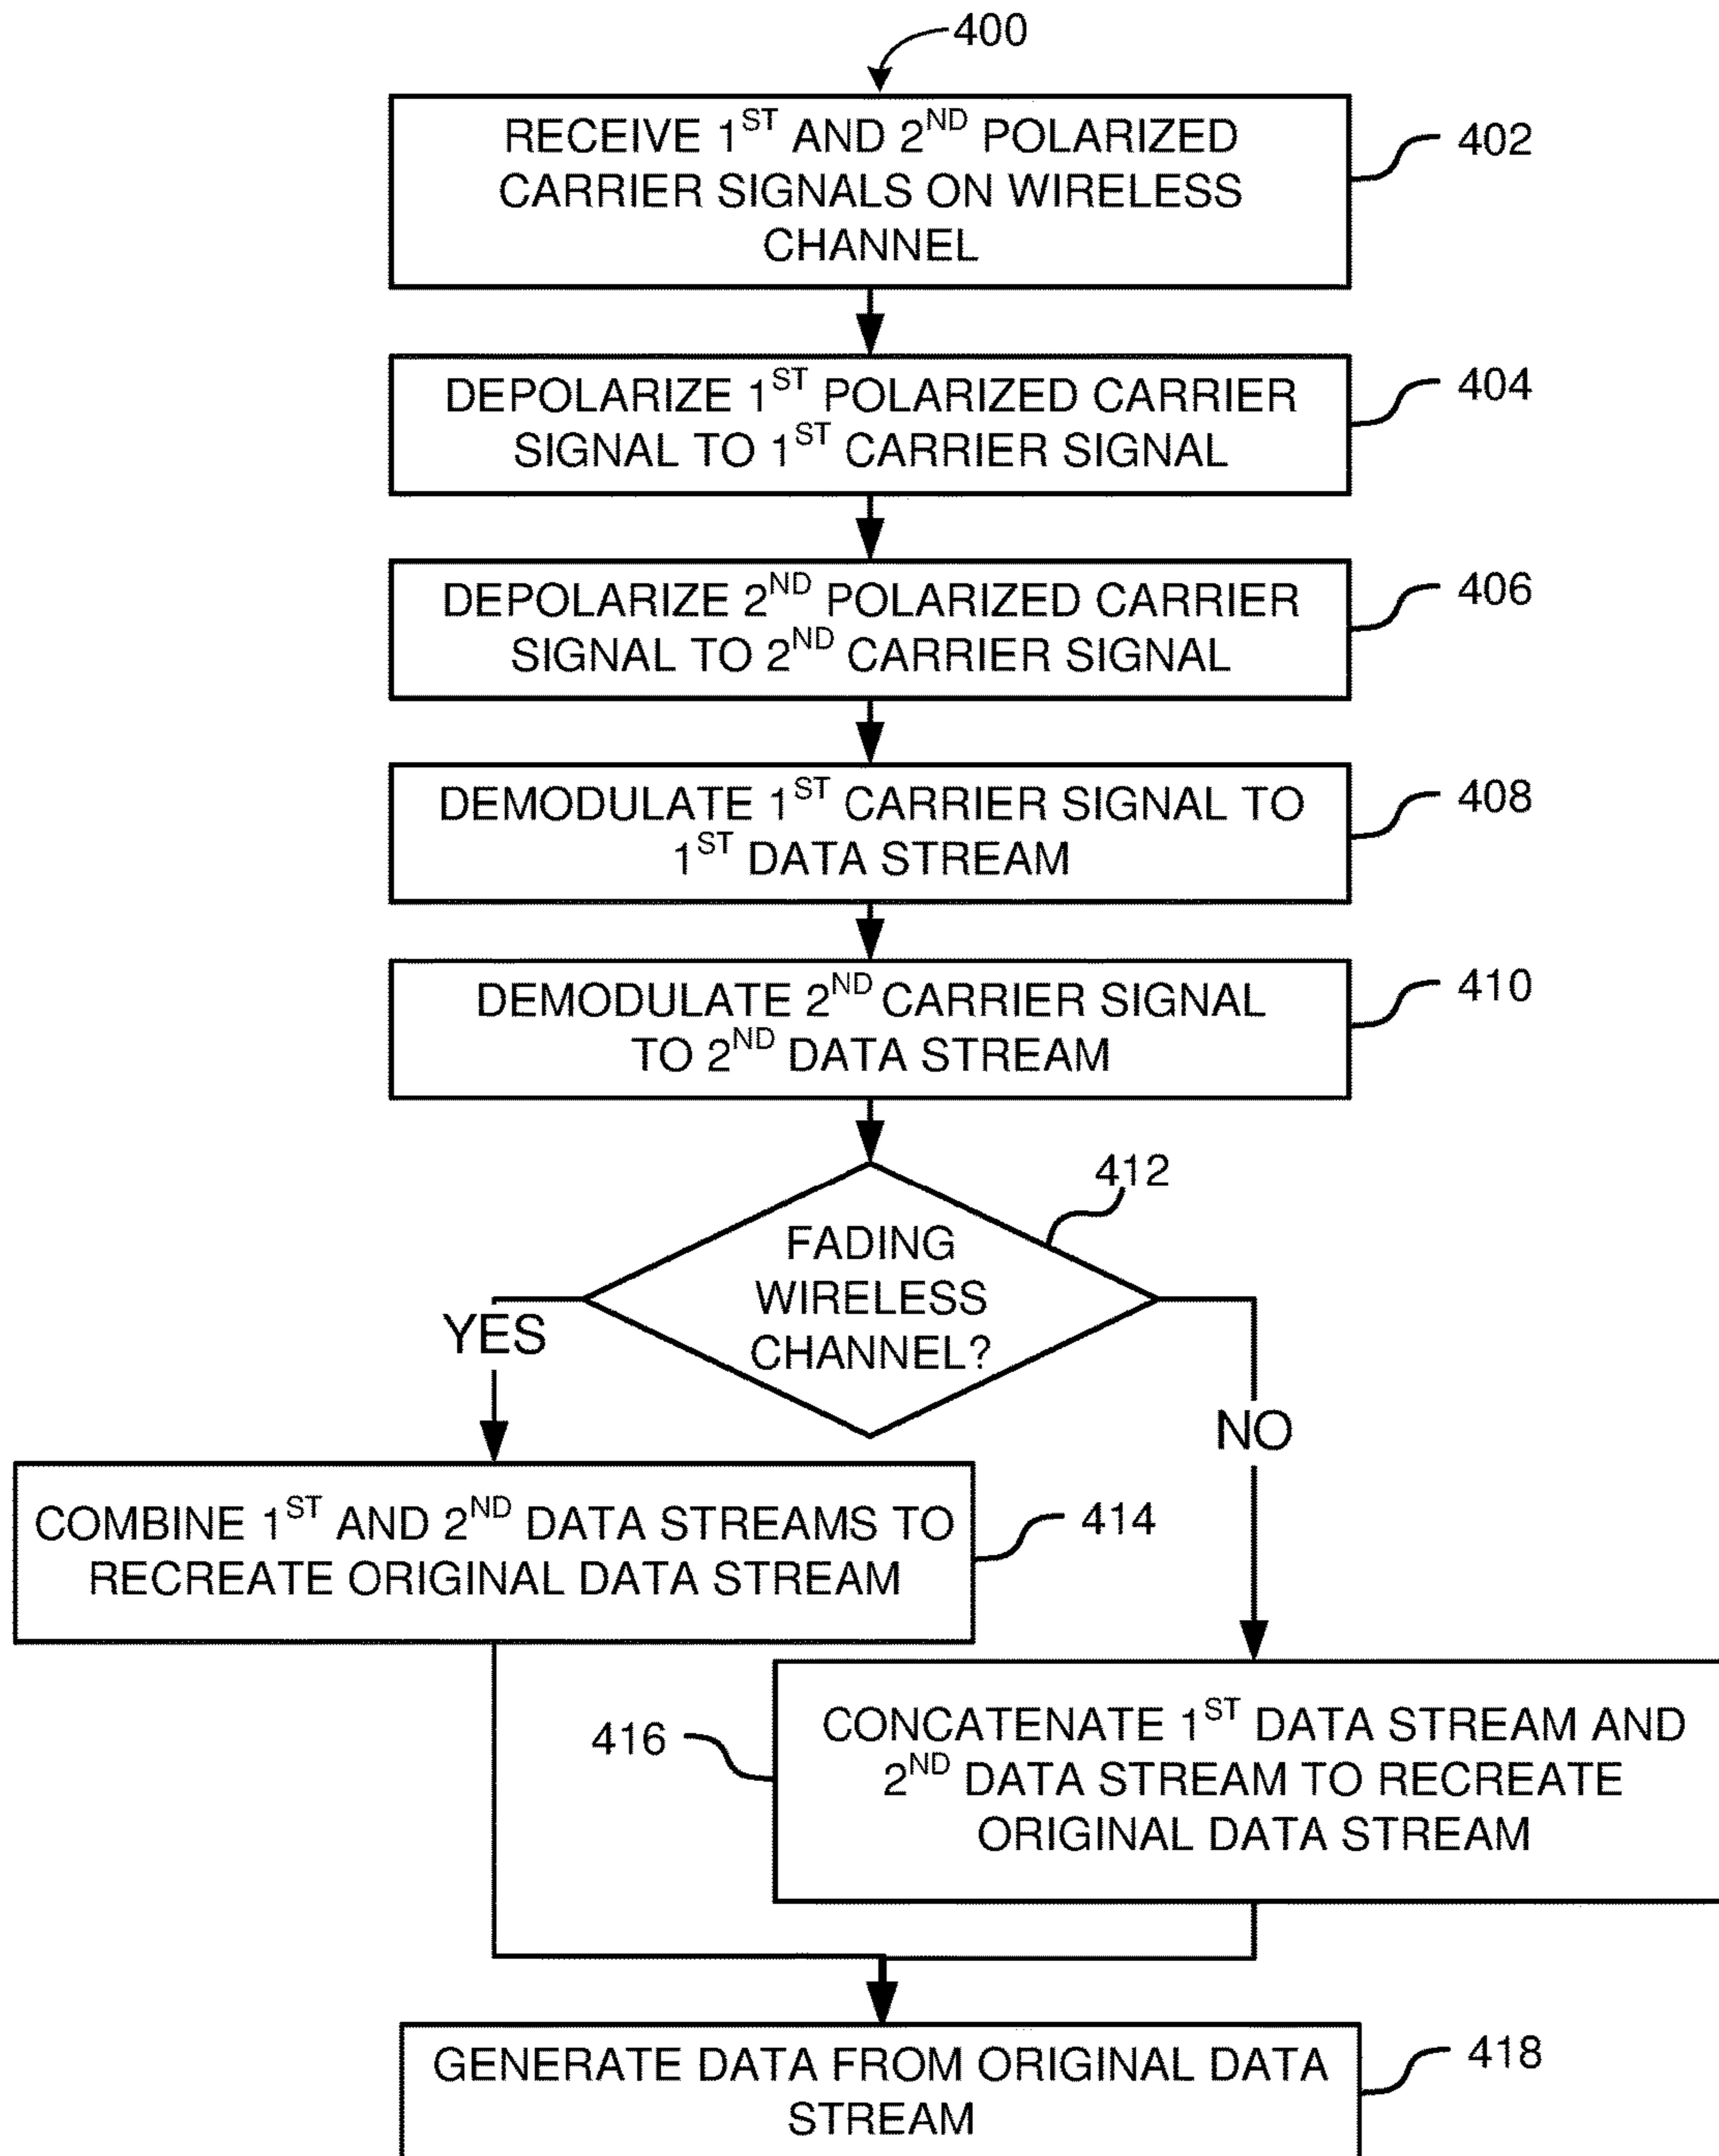 400
RECEIVE 1ST AND 2ND POLARIZED
CARRIER SIGNALS ON WIRELESS
CHANNEL
402
DEPOLARIZE 1ST POLARIZED CARRIER
SIGNAL TO 1ST CARRIER SIGNAL
404
DEPOLARIZE 2ND POLARIZED CARRIER
SIGNAL TO 2ND CARRIER SIGNAL
406
DEMODULATE 1ST CARRIER SIGNAL TO
1ST DATA STREAM
408
DEMODULATE 2ND CARRIER SIGNAL
TO 2ND DATA STREAM
410
412
FADING
WIRELESS
CHANNEL?
YES
NO
COMBINE 1ST AND 2ND DATA STREAMS TO
RECREATE ORIGINAL DATA STREAM
414
416
CONCATENATE 1ST DATA STREAM AND
2ND DATA STREAM TO RECREATE
ORIGINAL DATA STREAM
GENERATE DATA FROM ORIGINAL DATA
STREAM
418